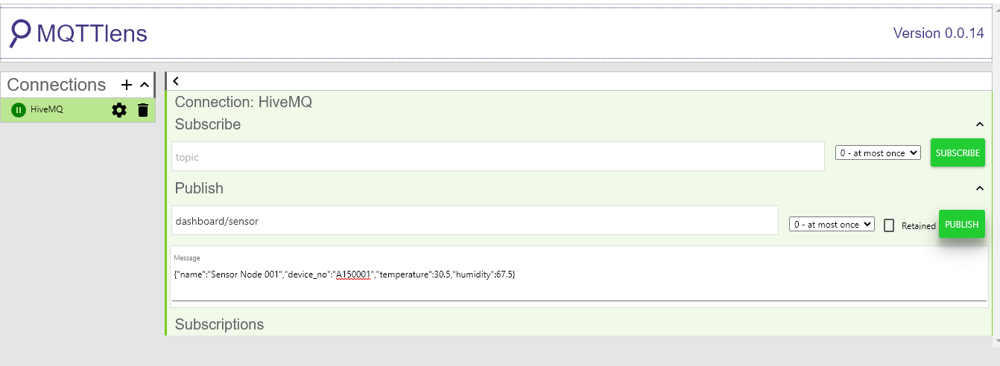 MQTTlens
Version 0.0.14
Connections
HiveMQ
Connection: HiveMQ
Subscribe
topic
0 - at most once
SUBSCRIBE
Publish
dashboard/sensor
0 - at most once
Retained
PUBLISH
Message
{"name":"Sensor Node 001","device_no":"A150001","temperature":30.5,"humidity":67.5}
Subscriptions